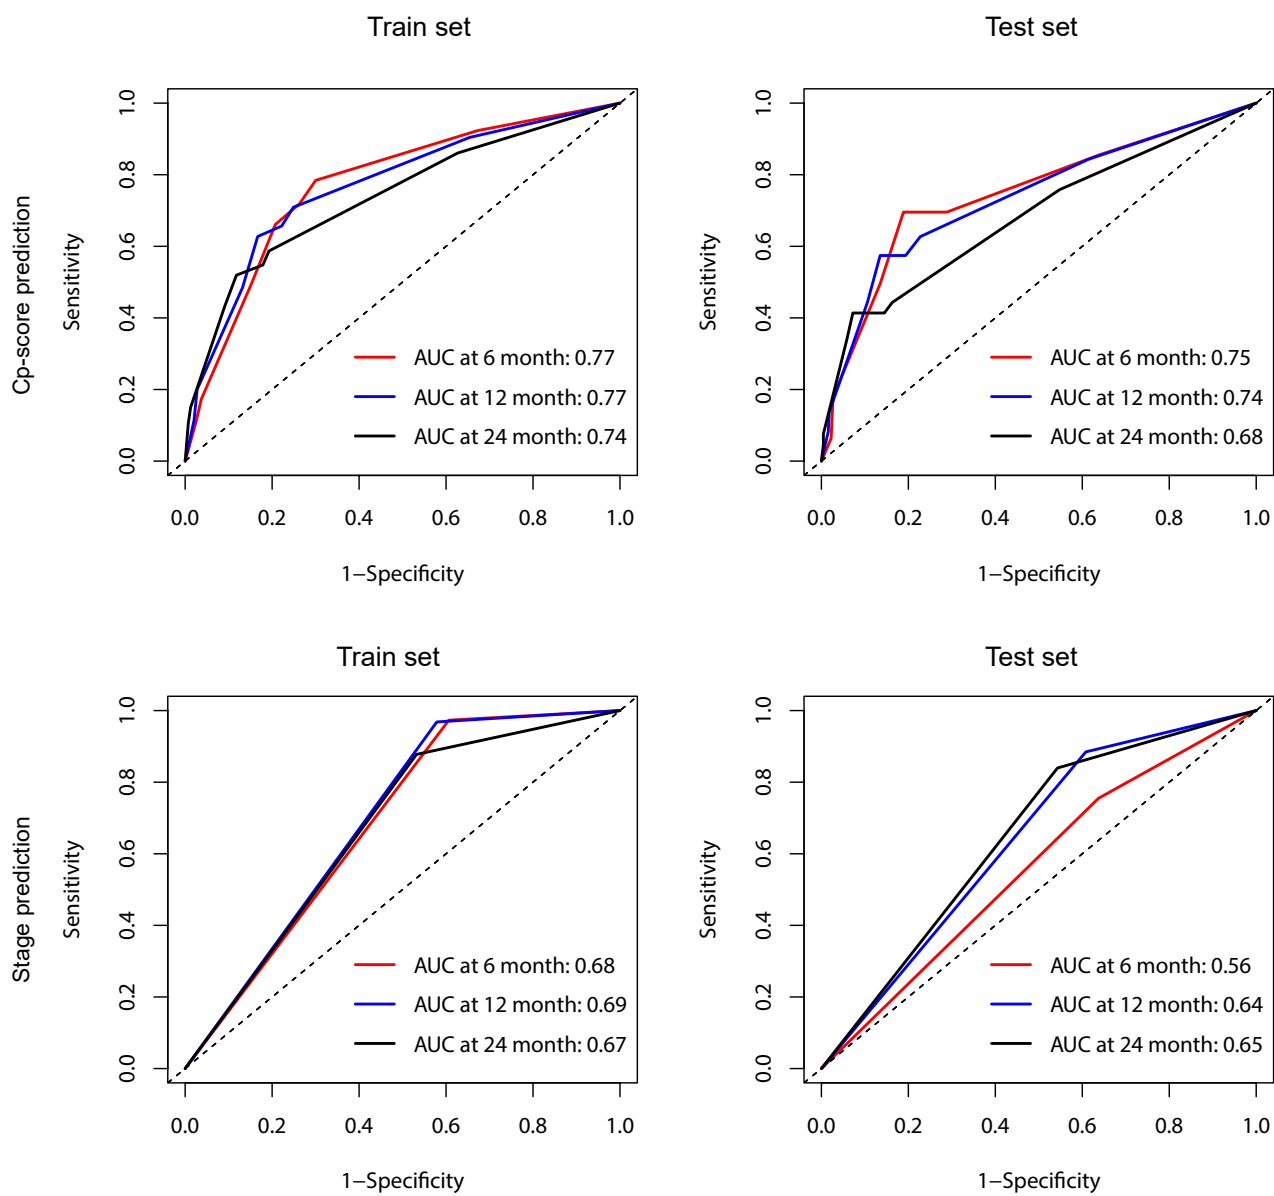 Train set
Cp-score prediction
Sensitivity
1.0
0.8
0.6
0.4
0.2
0.0
AUC at 6 month: 0.77
AUC at 12 month: 0.77
AUC at 24 month: 0.74
0.0 0.2 0.4 0.6 0.8 1.0
1−Specificity
Test set
Sensitivity
1.0
0.8
0.6
0.4
0.2
0.0
AUC at 6 month: 0.75
AUC at 12 month: 0.74
AUC at 24 month: 0.68
0.0 0.2 0.4 0.6 0.8 1.0
1−Specificity
Train set
Stage prediction
Sensitivity
1.0
0.8
0.6
0.4
0.2
0.0
AUC at 6 month: 0.68
AUC at 12 month: 0.69
AUC at 24 month: 0.67
0.0 0.2 0.4 0.6 0.8 1.0
1−Specificity
Test set
Sensitivity
1.0
0.8
0.6
0.4
0.2
0.0
AUC at 6 month: 0.56
AUC at 12 month: 0.64
AUC at 24 month: 0.65
0.0 0.2 0.4 0.6 0.8 1.0
1−Specificity